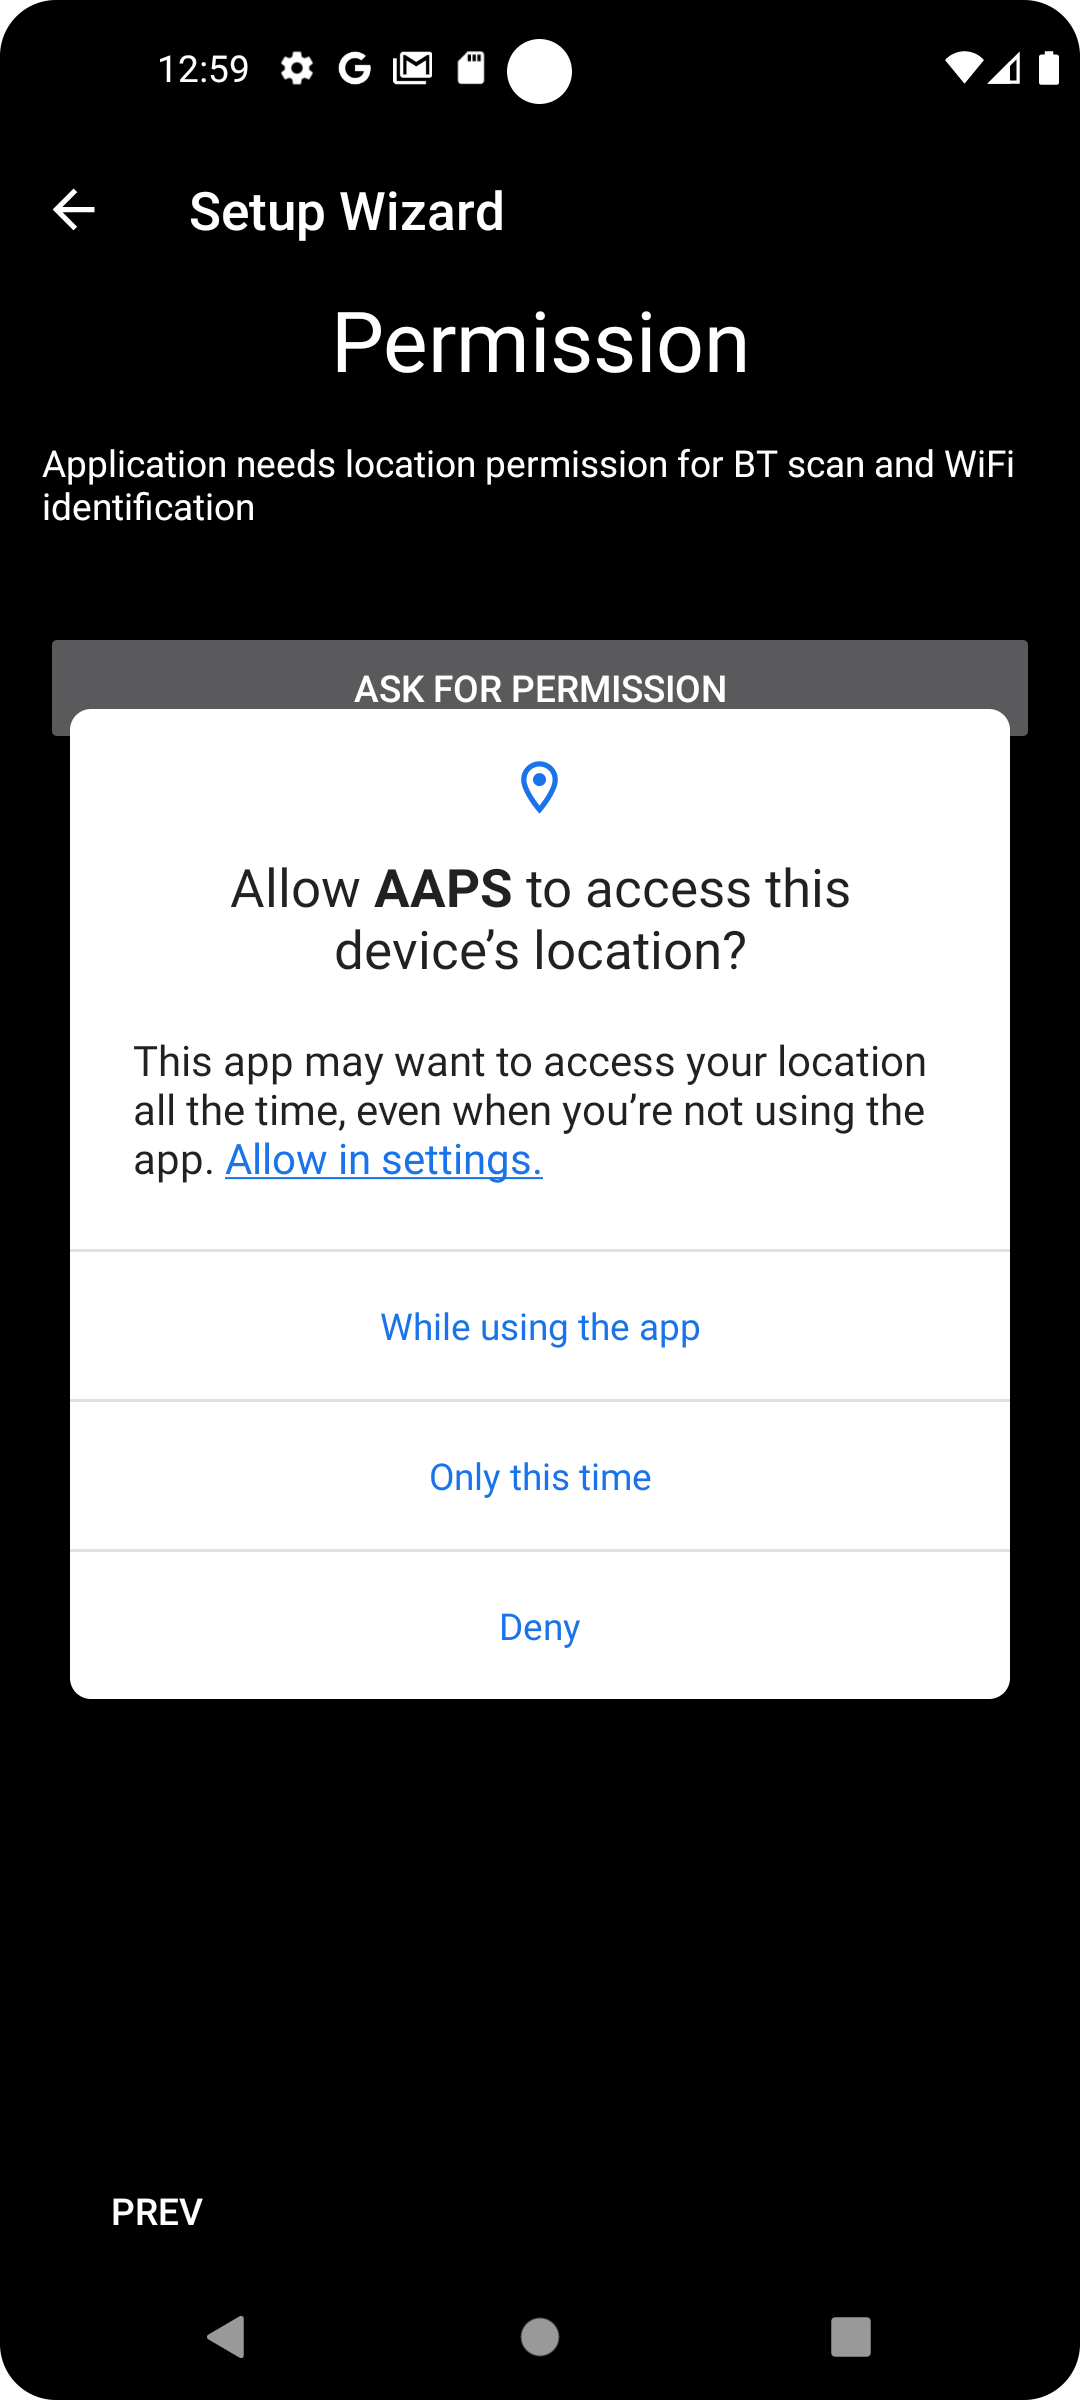 12:59
Setup Wizard
Permission
Application needs location permission for BT scan and WiFi
identification
ASK FOR PERMISSION
Allow AAPS to access this
device’s location?
This app may want to access your location
all the time, even when you’re not using the
app. Allow in settings.
While using the app
Only this time
Deny
PREV